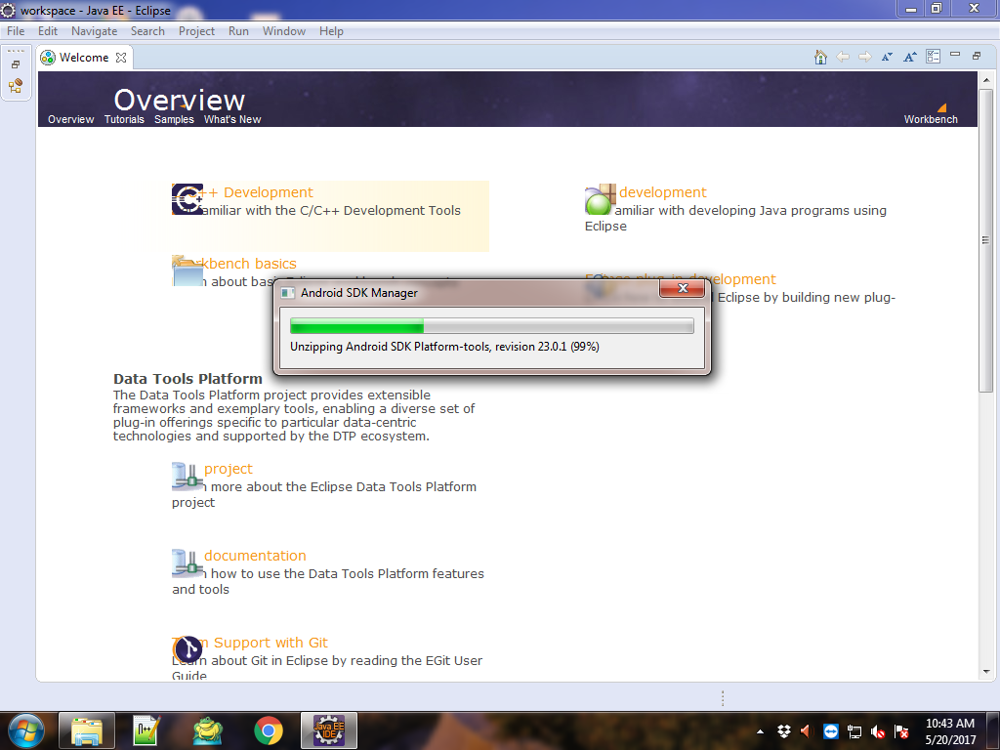 workspace - Java EE - Eclipse
File Edit Navigate Search Project Run Window Help
Welcome
Overview
Overview Tutorials Samples What's New
Workbench
++ Development
amiliar with the C/C++ Development Tools
development
amiliar with developing Java programs using
Eclipse
kbench basics
about
plug-in development
Eclipse by building new plug-
Android SDK Manager
Unzipping Android SDK Platform-tools, revision 23.0.1 (99%)
Data Tools Platform
The Data Tools Platform project provides extensible
frameworks and exemplary tools, enabling a diverse set of
plug-in offerings specific to particular data-centric
technologies and supported by the DTP ecosystem.
project
more about the Eclipse Data Tools Platform
project
documentation
how to use the Data Tools Platform features
and tools
Support with Git
Learn about Git in Eclipse by reading the EGit User
Guide
Java EE
IDE
10:43 AM
5/20/2017